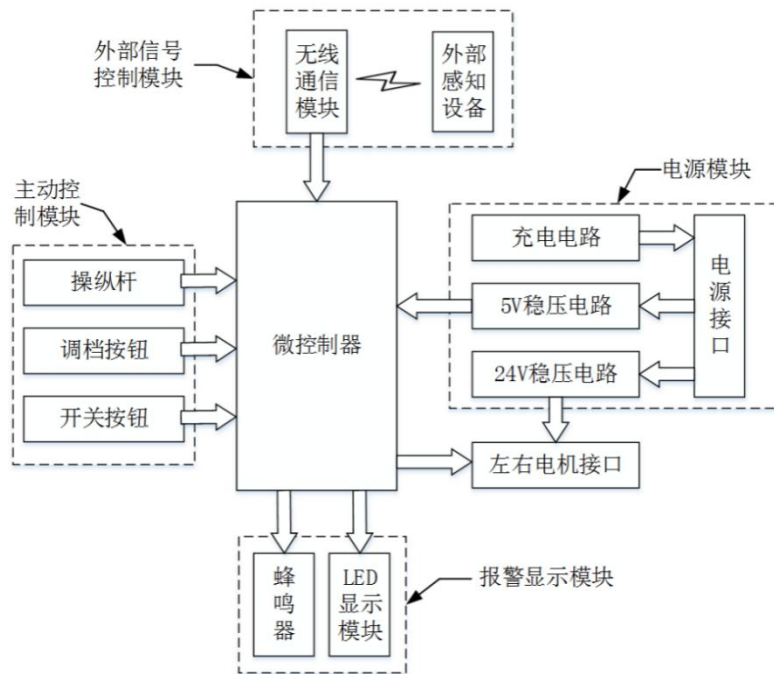 外部信号
控制模块
无线
通信
模块
外部
感知
设备
主动控
制模块
操纵杆
调档按钮
开关按钮
微控制器
电源模块
充电电路
5V稳压电路
24V稳压电路
电
源
接
口
左右电机接口
蜂
鸣
器
LED
显示
模块
报警显示模块